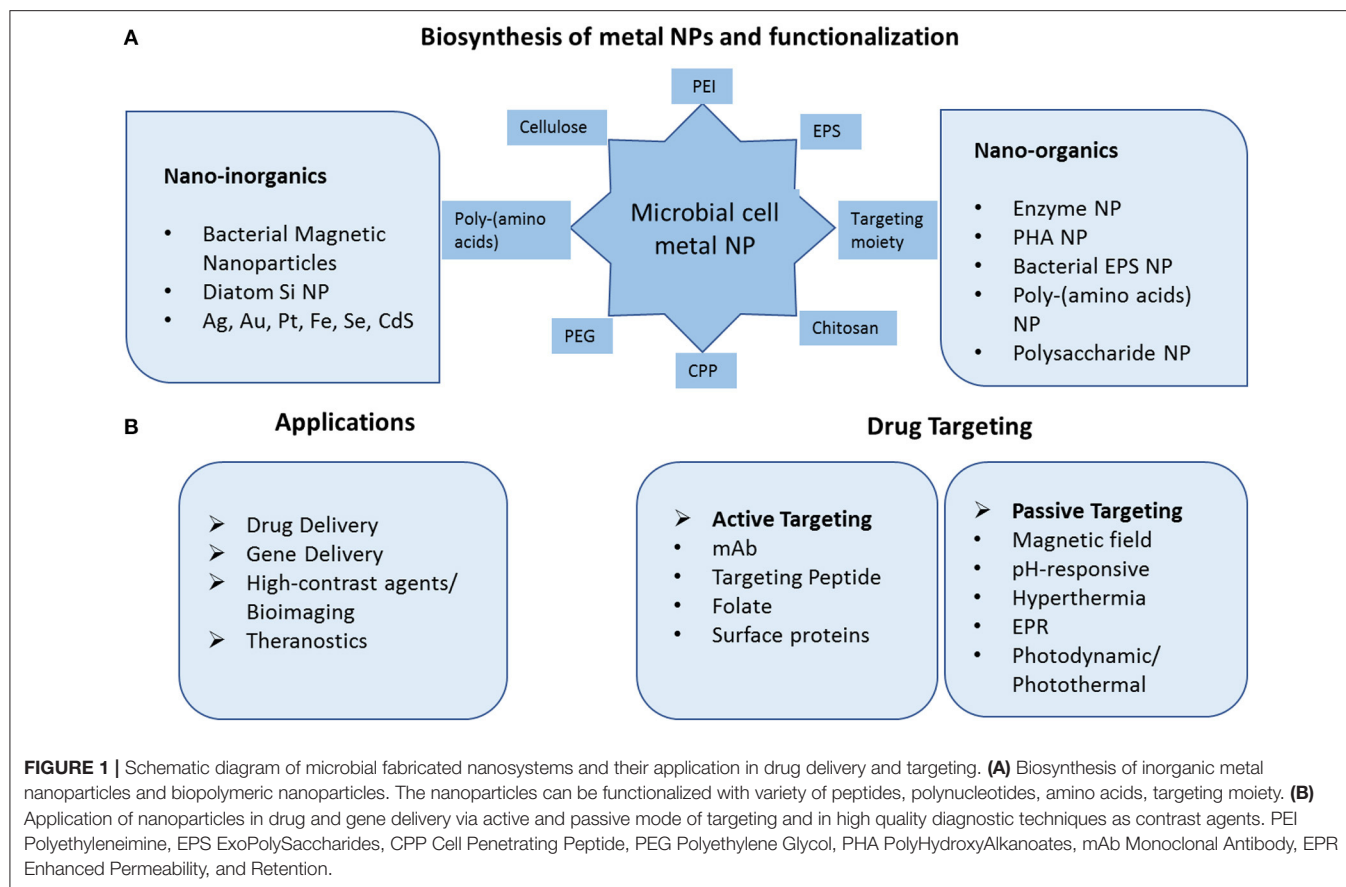 A
Biosynthesis of metal NPs and functionalization
PEI
Cellulose
EPS
Nano-inorganics
• Bacterial Magnetic
Nanoparticles
• Diatom Si NP
• Ag, Au, Pt, Fe, Se, CdS
Poly-(amino
acids)
Microbial cell
metal NP
Targeting
moiety
PEG
CPP
Chitosan
Nano-organics
• Enzyme NP
• PHA NP
• Bacterial EPS NP
• Poly-(amino acids)
NP
• Polysaccharide NP
B
Applications
➢ Drug Delivery
➢ Gene Delivery
➢ High-contrast agents/
Bioimaging
➢ Theranostics
Drug Targeting
➢ Active Targeting
• mAb
• Targeting Peptide
• Folate
• Surface proteins
➢ Passive Targeting
• Magnetic field
• pH-responsive
• Hyperthermia
• EPR
• Photodynamic/
Photothermal
FIGURE 1 | Schematic diagram of microbial fabricated nanosystems and their application in drug delivery and targeting. (A) Biosynthesis of inorganic metal
nanoparticles and biopolymeric nanoparticles. The nanoparticles can be functionalized with variety of peptides, polynucleotides, amino acids, targeting moiety. (B)
Application of nanoparticles in drug and gene delivery via active and passive mode of targeting and in high quality diagnostic techniques as contrast agents. PEI
Polyethyleneimine, EPS ExoPolySaccharides, CPP Cell Penetrating Peptide, PEG Polyethylene Glycol, PHA PolyHydroxyAlkanoates, mAb Monoclonal Antibody, EPR
Enhanced Permeability, and Retention.